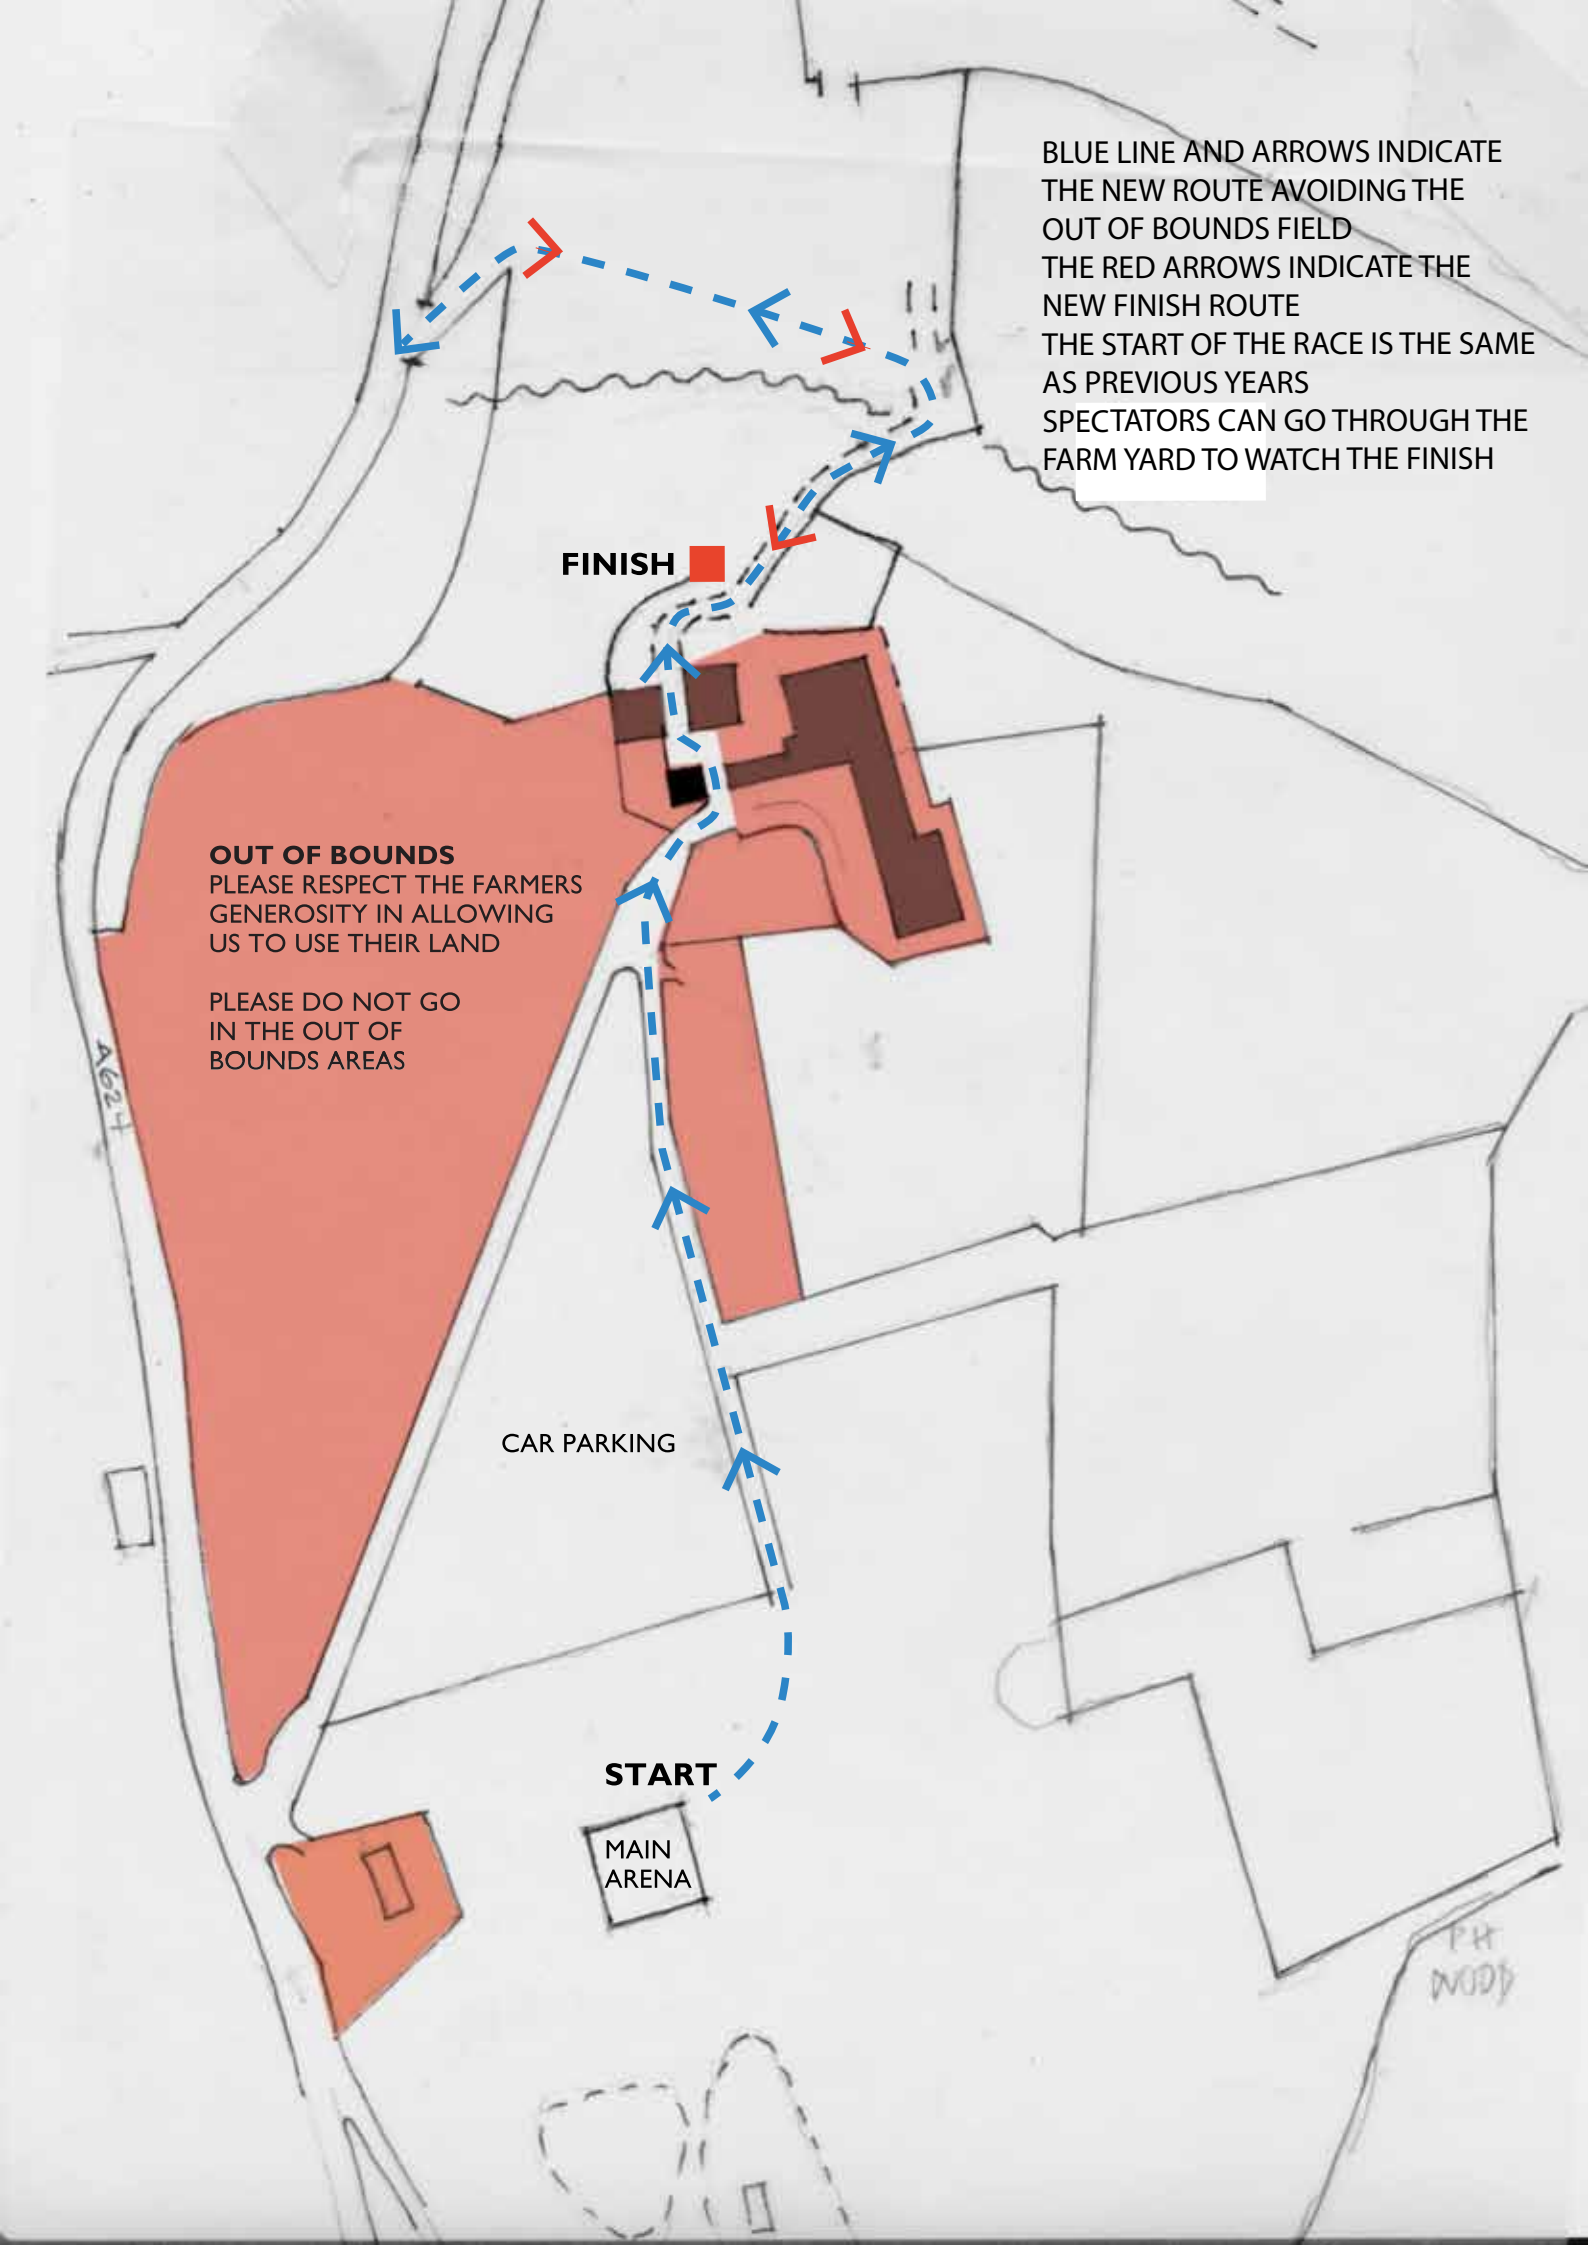 BLUE LINE AND ARROWS INDICATE
THE NEW ROUTE AVOIDING THE
OUT OF BOUNDS FIELD
THE RED ARROWS INDICATE THE
NEW FINISH ROUTE
THE START OF THE RACE IS THE SAME
AS PREVIOUS YEARS
SPECTATORS CAN GO THROUGH THE
FARM YARD TO WATCH THE FINISH
FINISH
OUT OF BOUNDS
PLEASE RESPECT THE FARMERS
GENEROSITY IN ALLOWING
US TO USE THEIR LAND
PLEASE DO NOT GO
IN THE OUT OF
BOUNDS AREAS
A624
CAR PARKING
START
MAIN
ARENA
PH
WOOD